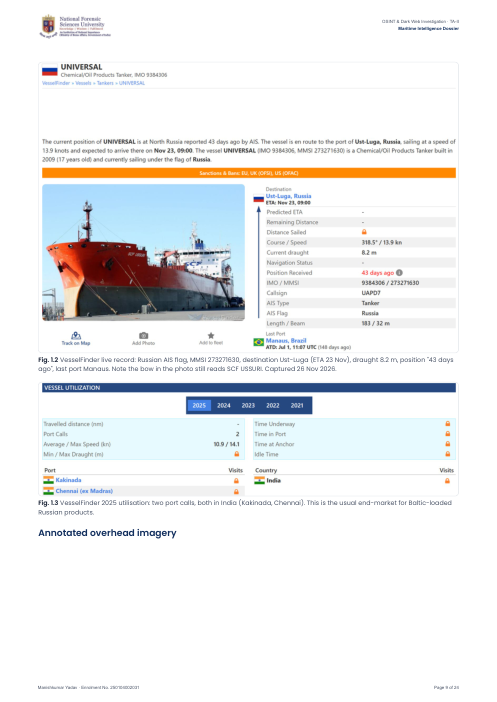 National Forensic
Sciences University
OSINT & Dark Web Investigation · TA-II
Maritime Intelligence Dossier
UNIVERSAL
Chemical/Oil Products Tanker, IMO 9384306
VesselFinder > Vessels > Tankers > UNIVERSAL
The current position of UNIVERSAL is at North Russia reported 43 days ago by AIS. The vessel is en route to the port of Ust-Luga, Russia, sailing at a speed of
13.9 knots and expected to arrive there on Nov 23, 09:00. The vessel UNIVERSAL (IMO 9384306, MMSI 273271630) is a Chemical/Oil Products Tanker built in
2009 (17 years old) and currently sailing under the flag of Russia.
Sanctions & Bans: EU, UK (OFSI), US (OFAC)
Destination
Ust-Luga, Russia
ETA: Nov 23, 09:00
Predicted ETA -
Remaining Distance -
Distance Sailed
Course / Speed 318.5° / 13.9 kn
Current draught 8.2 m
Navigation Status -
Position Received 43 days ago
IMO / MMSI 9384306 / 273271630
Callsign UAPD7
AIS Type Tanker
AIS Flag Russia
Length / Beam 183 / 32 m
Last Port
Manaus, Brazil
ATD: Jul 1, 11:07 UTC (148 days ago)
Track on Map
Add Photo
Add to fleet
Fig. 1.2 VesselFinder live record: Russian AIS flag, MMSI 273271630, destination Ust-Luga (ETA 23 Nov), draught 8.2 m, position "43 days
ago", last port Manaus. Note the bow in the photo still reads SCF USSURI. Captured 26 Nov 2026.
VESSEL UTILIZATION
2025 2024 2023 2022 2021
Travelled distance (nm) - Time Underway
Port Calls 2 Time in Port
Average / Max Speed (kn) 10.9 / 14.1 Time at Anchor
Min / Max Draught (m) Idle Time
Port Visits Country Visits
Kakinada India
Chennai (ex Madras)
Fig. 1.3 VesselFinder 2025 utilisation: two port calls, both in India (Kakinada, Chennai). This is the usual end-market for Baltic-loaded
Russian products.
Annotated overhead imagery
Page 9 of 24